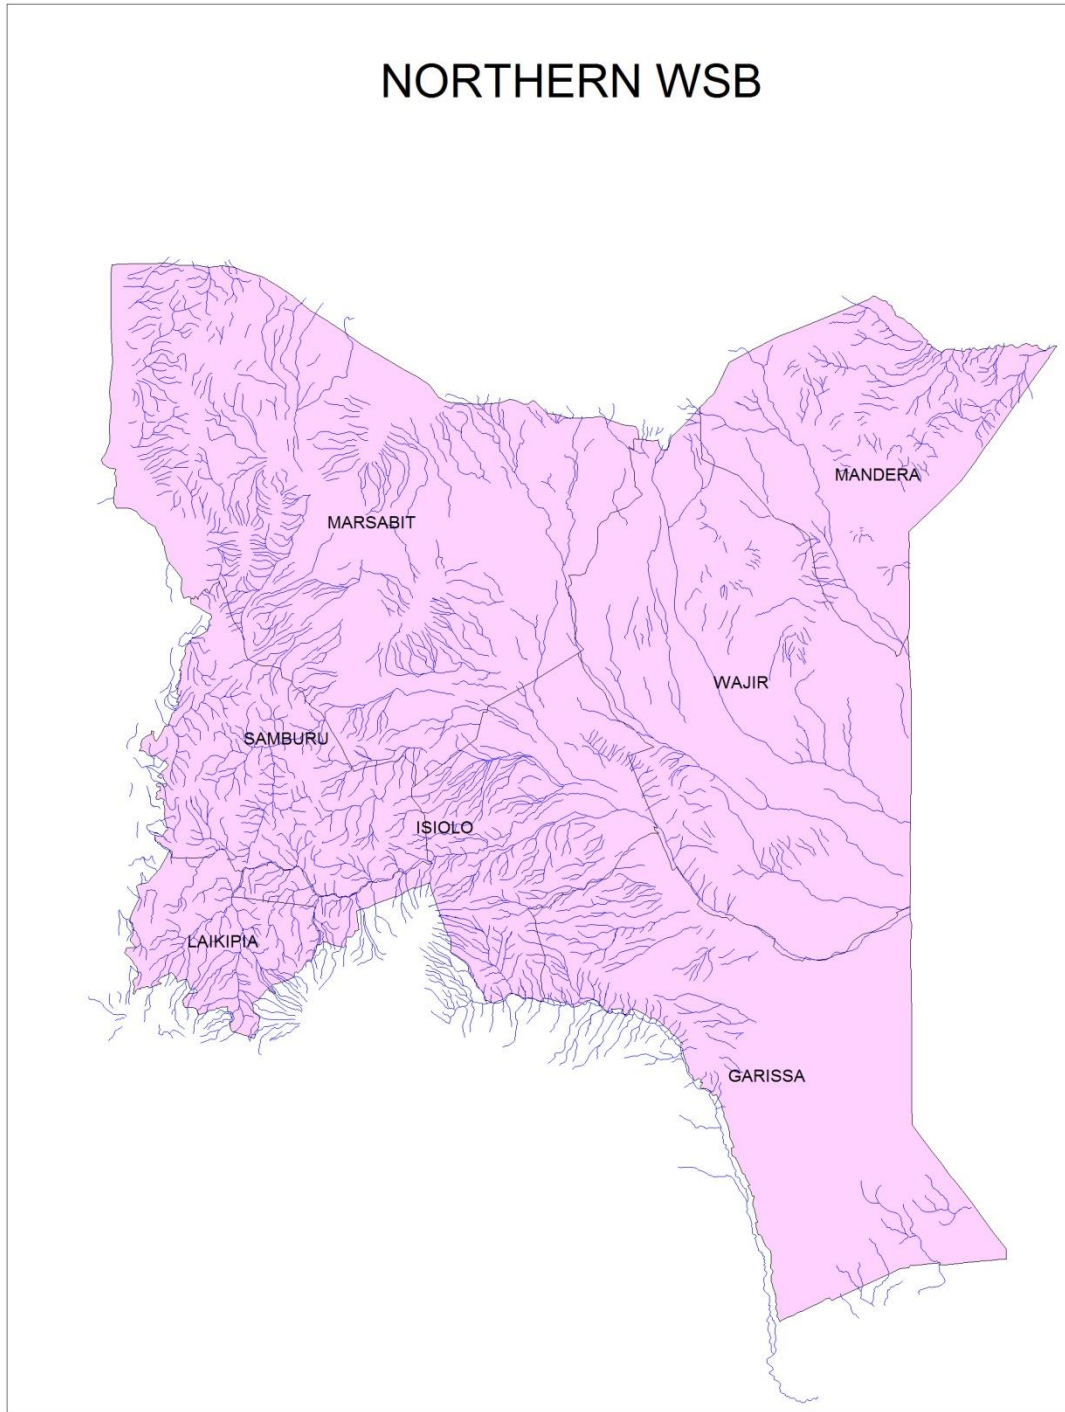 NORTHERN WSB
MANDERA
MARSABIT
WAJIR
SAMBURU
ISIOLO
LAIKIPIA
GARISSA